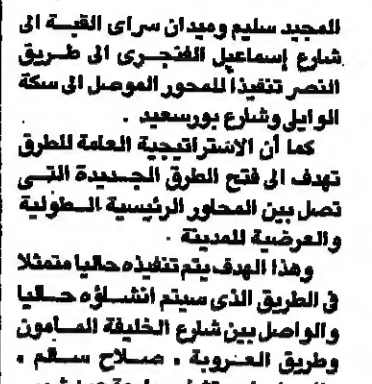 المجيد سليم وميدان سراى القبة الى
شارع إسماعيل الفنجرى الى طريق
النصر تنفيذا للمحور الموصل الى سكة
الوايلى وشارع بورسعيد .
كما أن الاستراتيجية العامة للطرق
تهدف الى فتح الطرق الجديدة التى
تصل بين المحاور الرئيسية الطولية
والعرضية للمدينة .
وهذا الهدف يتم تنفيذه حاليا متمثلا
فى الطريق الذى سيتم انشاؤه حاليا
والواصل بين شارع الخليفة المأمون
وطريق العروبة ، صلاح سالم ،